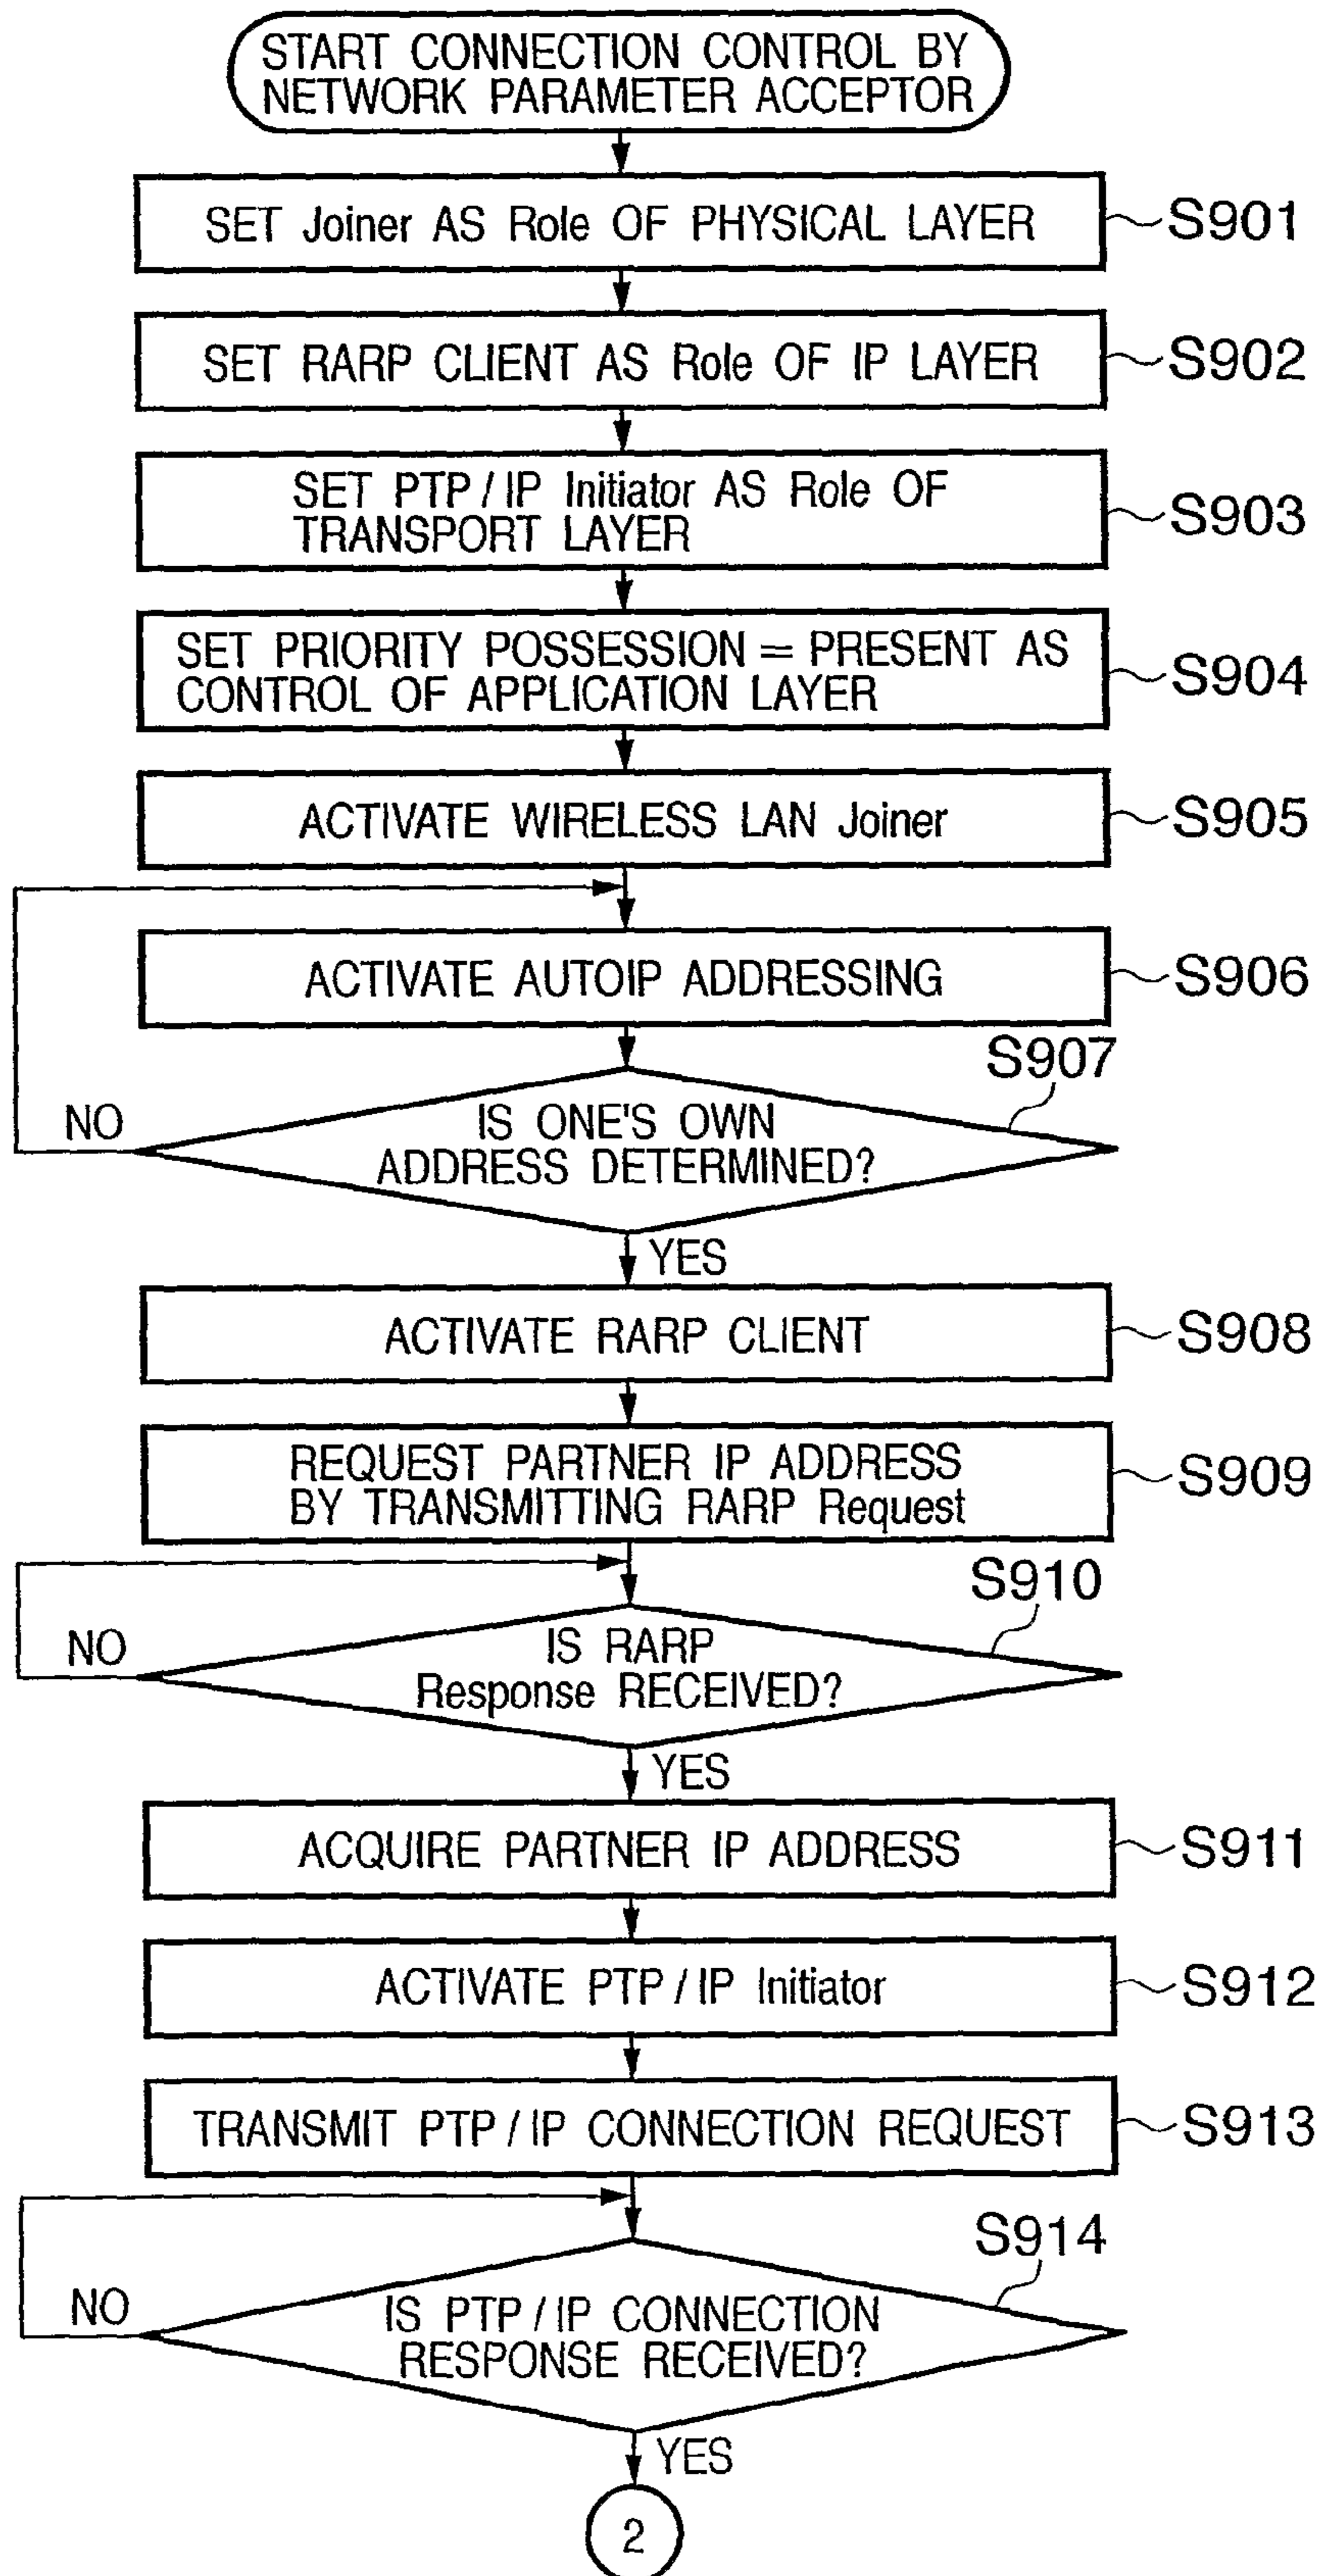 START CONNECTION CONTROL BY
NETWORK PARAMETER ACCEPTOR
SET Joiner AS Role OF PHYSICAL LAYER
S901
SET RARP CLIENT AS Role OF IP LAYER
S902
SET PTP / IP Initiator AS Role OF
TRANSPORT LAYER
S903
SET PRIORITY POSSESSION = PRESENT AS
CONTROL OF APPLICATION LAYER
S904
ACTIVATE WIRELESS LAN Joiner
S905
ACTIVATE AUTOIP ADDRESSING
S906
S907
NO
IS ONE'S OWN
ADDRESS DETERMINED?
YES
ACTIVATE RARP CLIENT
S908
REQUEST PARTNER IP ADDRESS
BY TRANSMITTING RARP Request
S909
S910
NO
IS RARP
Response RECEIVED?
YES
ACQUIRE PARTNER IP ADDRESS
S911
ACTIVATE PTP / IP Initiator
S912
TRANSMIT PTP / IP CONNECTION REQUEST
S913
S914
NO
IS PTP / IP CONNECTION
RESPONSE RECEIVED?
YES
2